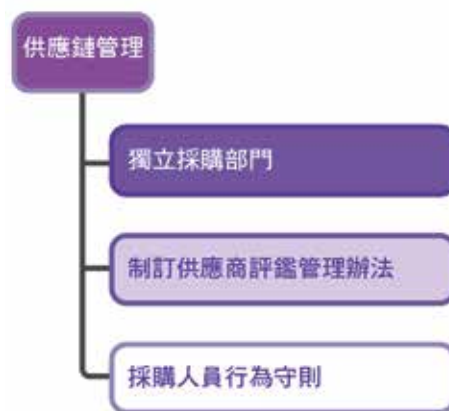 供應鏈管理
獨立採購部門
制訂供應商評鑑管理辦法
採購人員行為守則